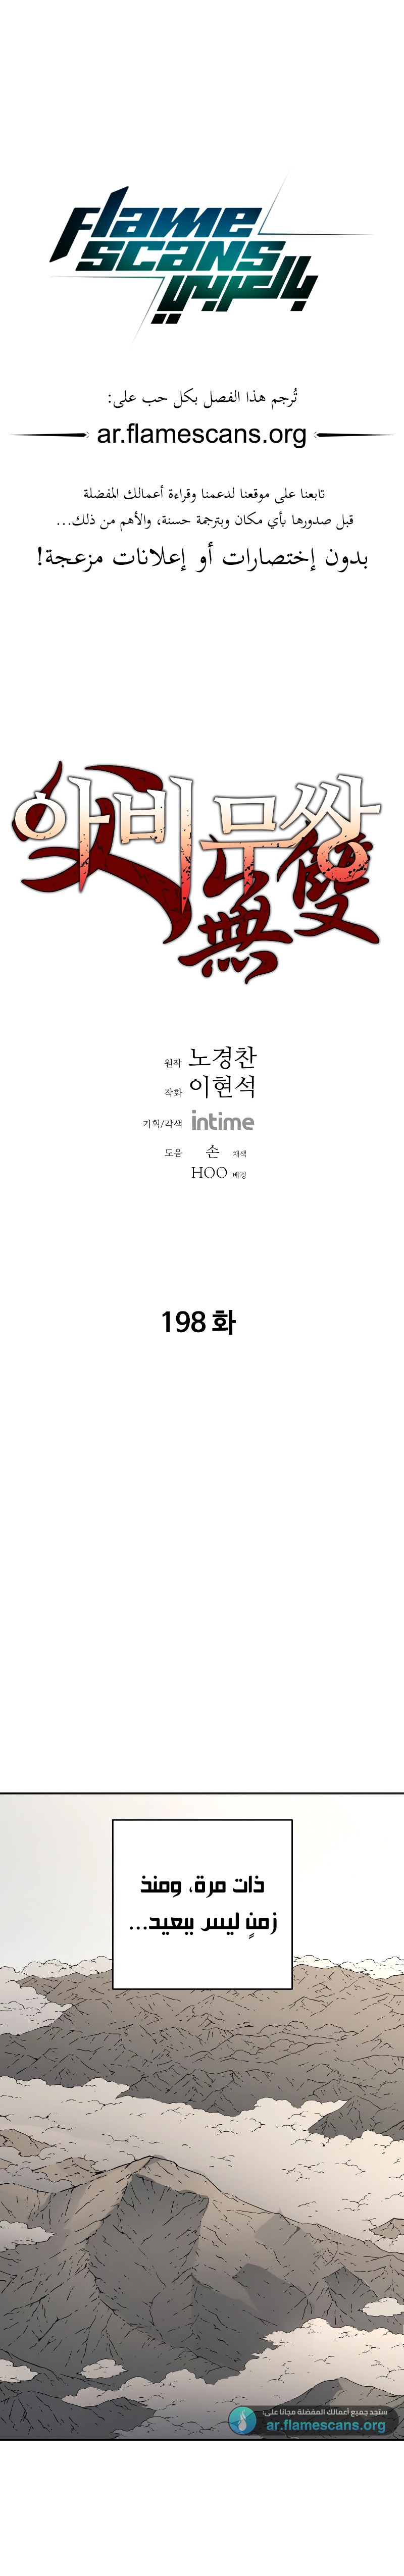 Flame
scans
بالعربي
تُرجم هذا الفصل بكل حب على:
ar.flamescans.org
تابعنا على موقعنا لدعمنا وقراءة أعمالك المفضلة
قبل صدورها بأي مكان وبترجمة حسنة، والأهم من ذلك...
بدون إختصارات أو إعلانات مزعجة!
아비무쌍
無雙
원작 노경찬
작화 이현석
기획/각색 intime
도움 손 채색
HOO 배경
198 화
ذات مرة، ومنذ
زمنٍ ليس ببعيد...
ستجد جميع أعمالك المفضلة مجانا على:
ar.flamescans.org